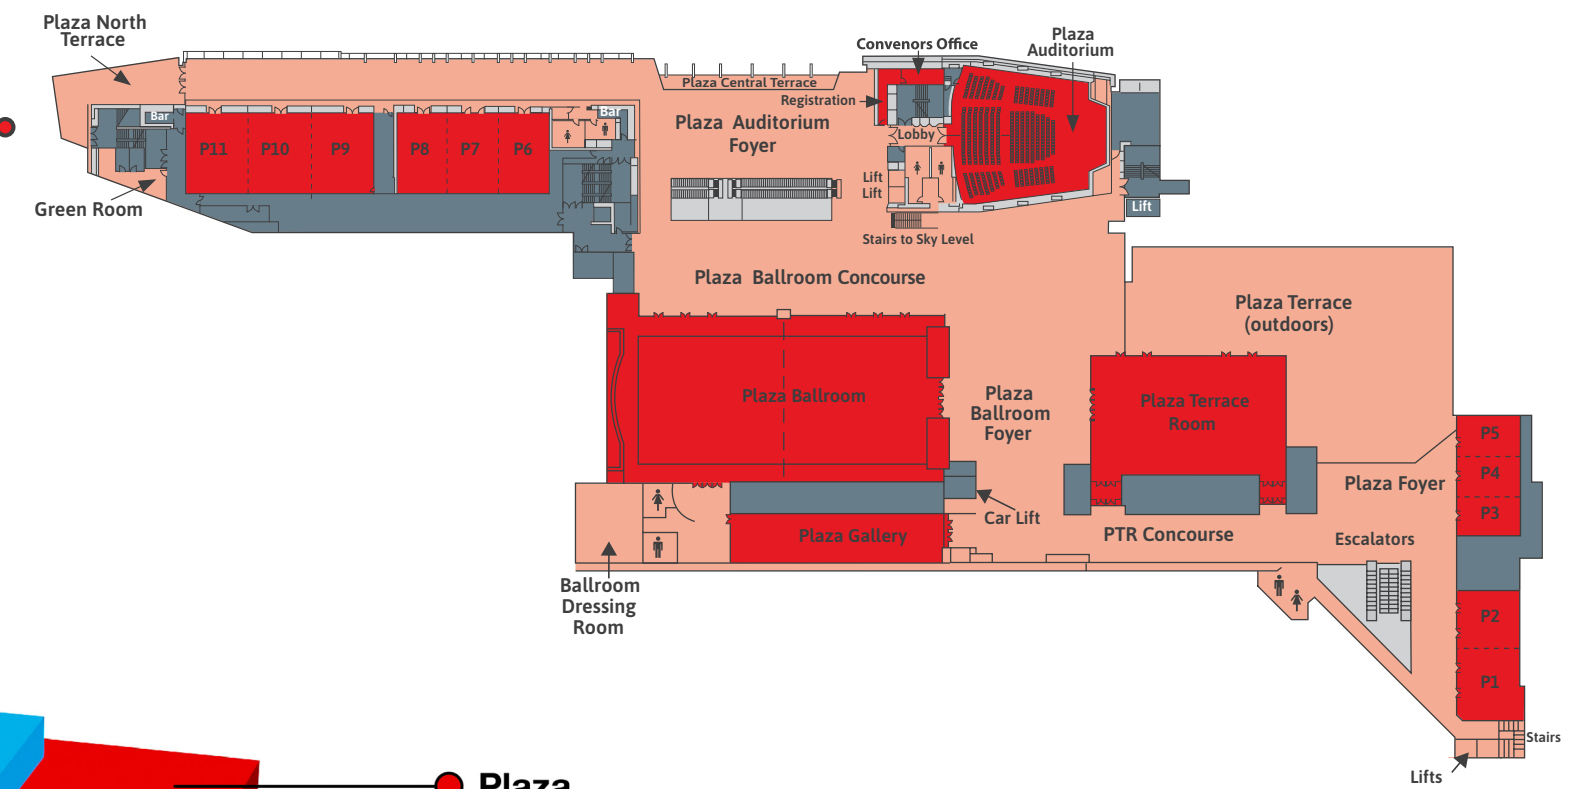 Plaza North
Terrace
Convenors Office
Plaza
Auditorium
Plaza Central Terrace
Registration
Bar
Bar
Plaza Auditorium
Foyer
Lobby
P11
P10
P9
P8
P7
P6
Lift
Lift
Lift
Green Room
Stairs to Sky Level
Plaza Ballroom Concourse
Plaza Terrace
(outdoors)
Plaza Ballroom
Plaza
Ballroom
Foyer
Plaza Terrace
Room
P5
P4
P3
Plaza Foyer
Car Lift
Plaza Gallery
PTR Concourse
Escalators
Ballroom
Dressing
Room
P2
P1
Stairs
Lifts
Plaza